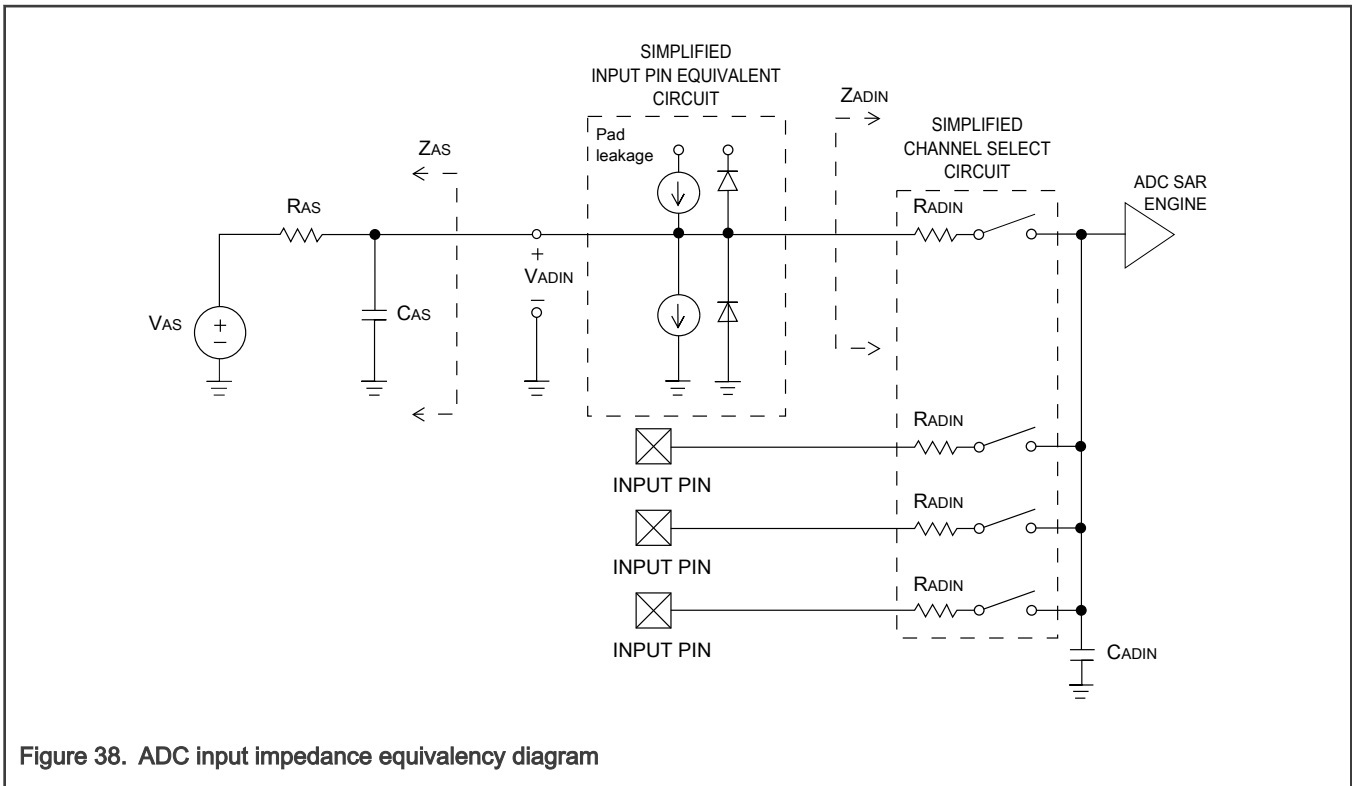 SIMPLIFIED
INPUT PIN EQUIVALENT
CIRCUIT
Pad
leakage
ZAS
ZADIN
SIMPLIFIED
CHANNEL SELECT
CIRCUIT
ADC SAR
ENGINE
RAS
RADIN
+
VADIN
–
VAS
+
–
CAS
RADIN
INPUT PIN
RADIN
INPUT PIN
RADIN
INPUT PIN
CADIN
Figure 38. ADC input impedance equivalency diagram